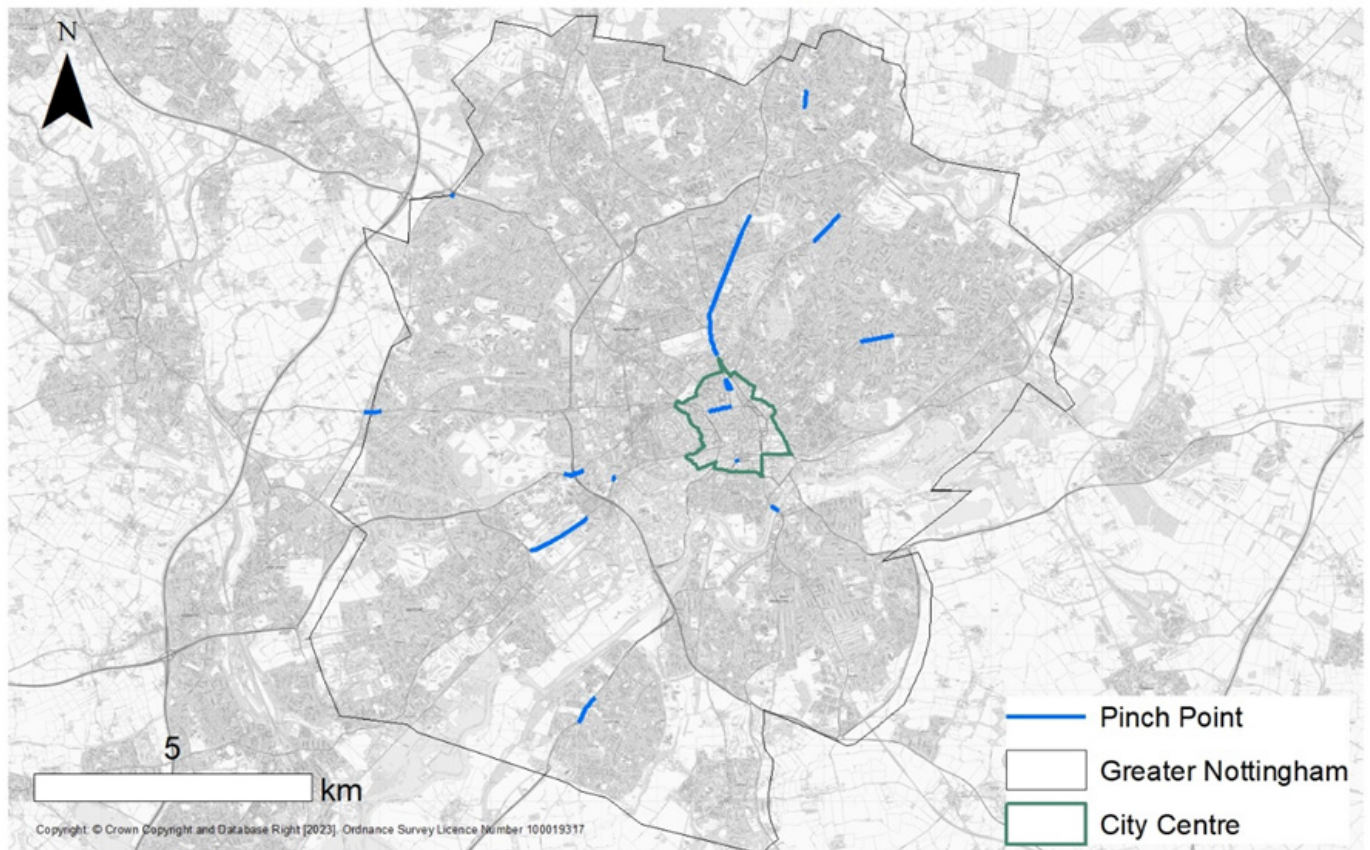 N
5
km
Pinch Point
Greater Nottingham
City Centre
Copyright: © Crown Copyright and Database Right [2023]. Ordnance Survey Licence Number 100019317